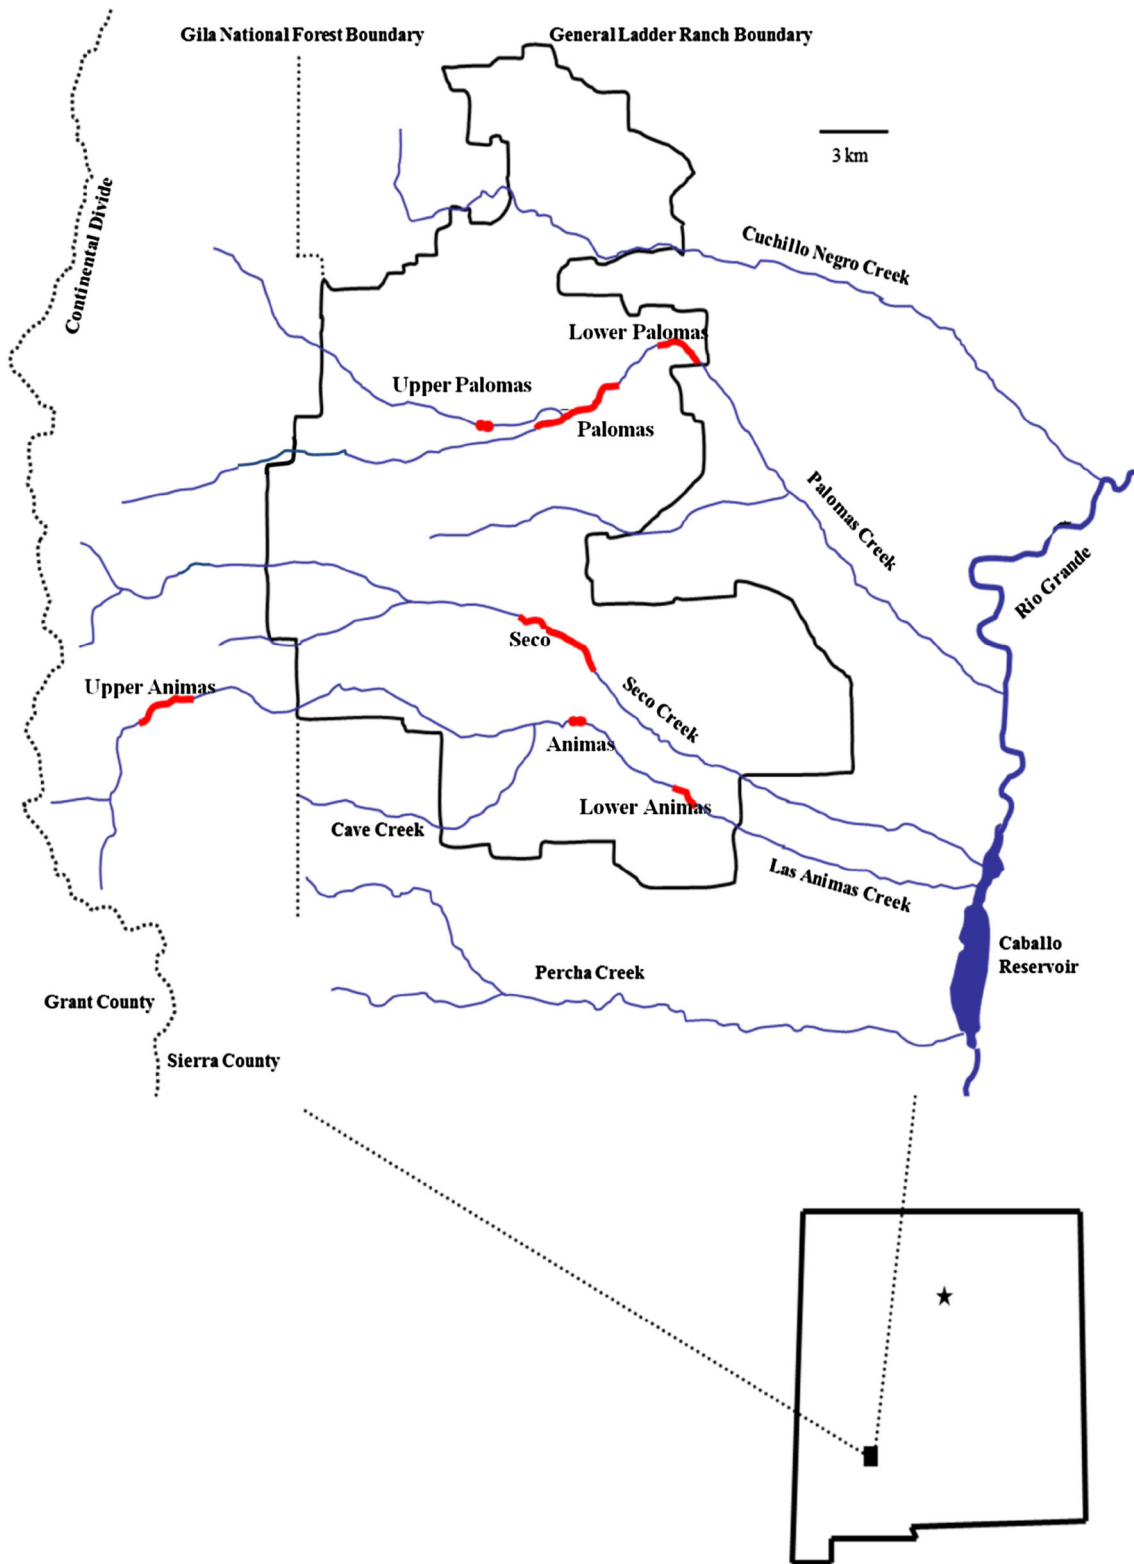 Gila National Forest Boundary
General Ladder Ranch Boundary
3 km
Continental Divide
Cuchillo Negro Creek
Lower Palomas
Upper Palomas
Palomas
Palomas Creek
Rio Grande
Seco
Upper Animas
Seco Creek
Animas
Lower Animas
Cave Creek
Las Animas Creek
Caballo
Reservoir
Percha Creek
Grant County
Sierra County